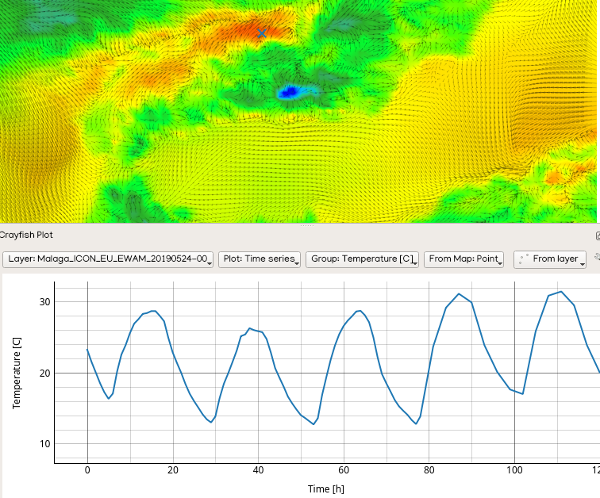 Crayfish Plot
Layer: Malaga_ICON_EU_EWAM_20190524-00 Plot: Time series Group: Temperature [C] From Map: Point From layer
30
20
10
Temperature [C]
0 20 40 60 80 100
Time [h]